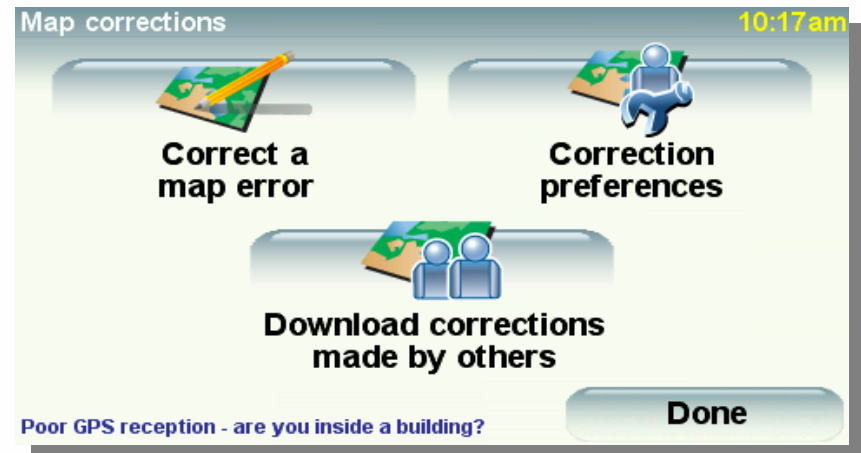 Map corrections
10:17am
Correct a
map error
Correction
preferences
Download corrections
made by others
Poor GPS reception - are you inside a building?
Done